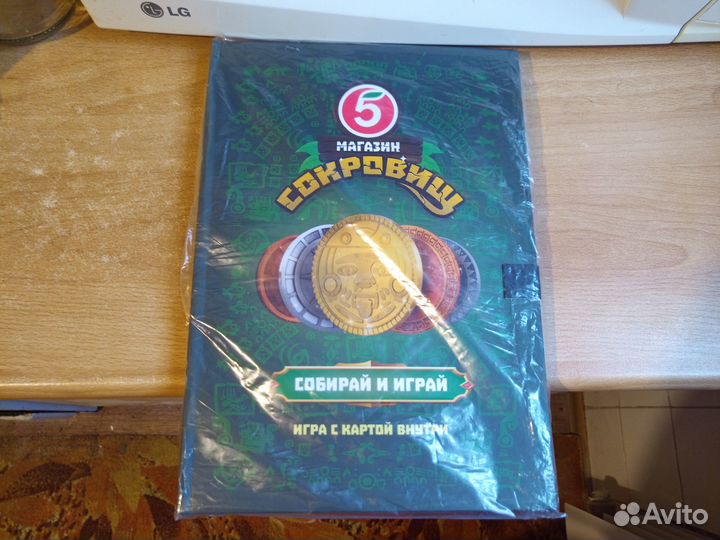 LG
5
МАГАЗИН
СОКРОВИЩ
СОБИРАЙ И ИГРАЙ
ИГРА С КАРТОЙ ВНУТРИ
Avito